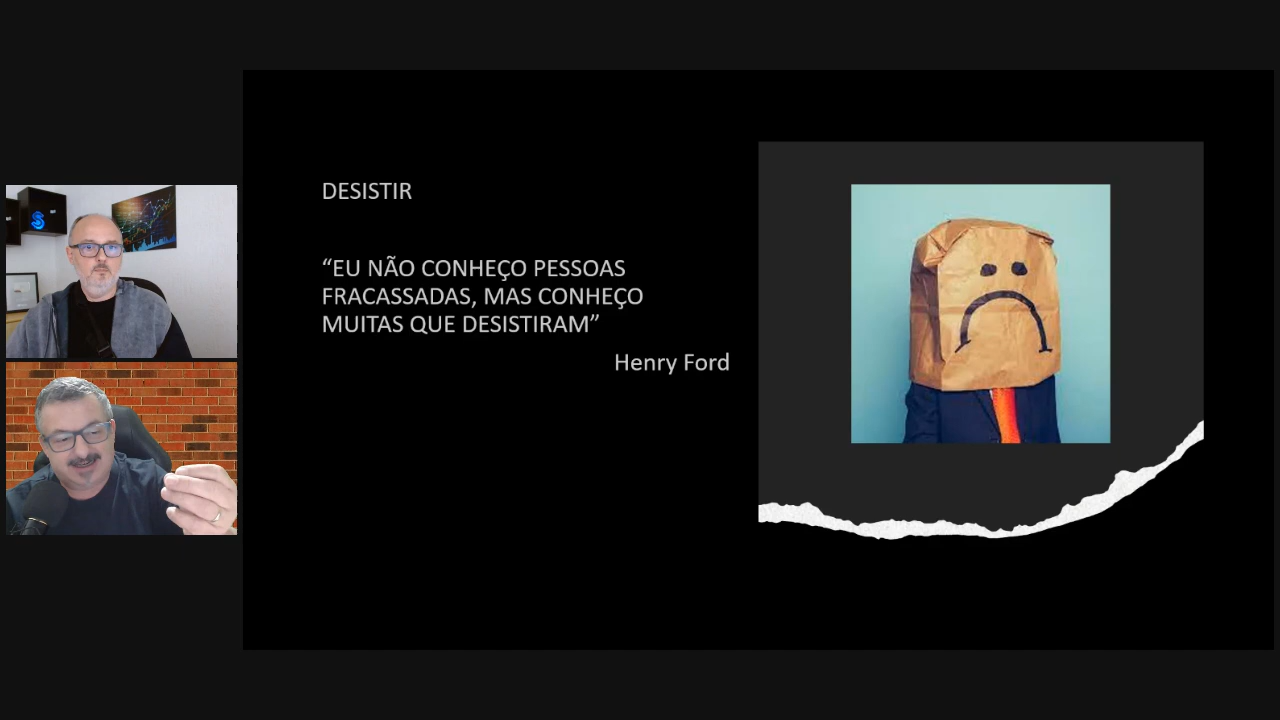 DESISTIR
“EU NÃO CONHEÇO PESSOAS
FRACASSADAS, MAS CONHEÇO
MUITAS QUE DESISTIRAM”
Henry Ford